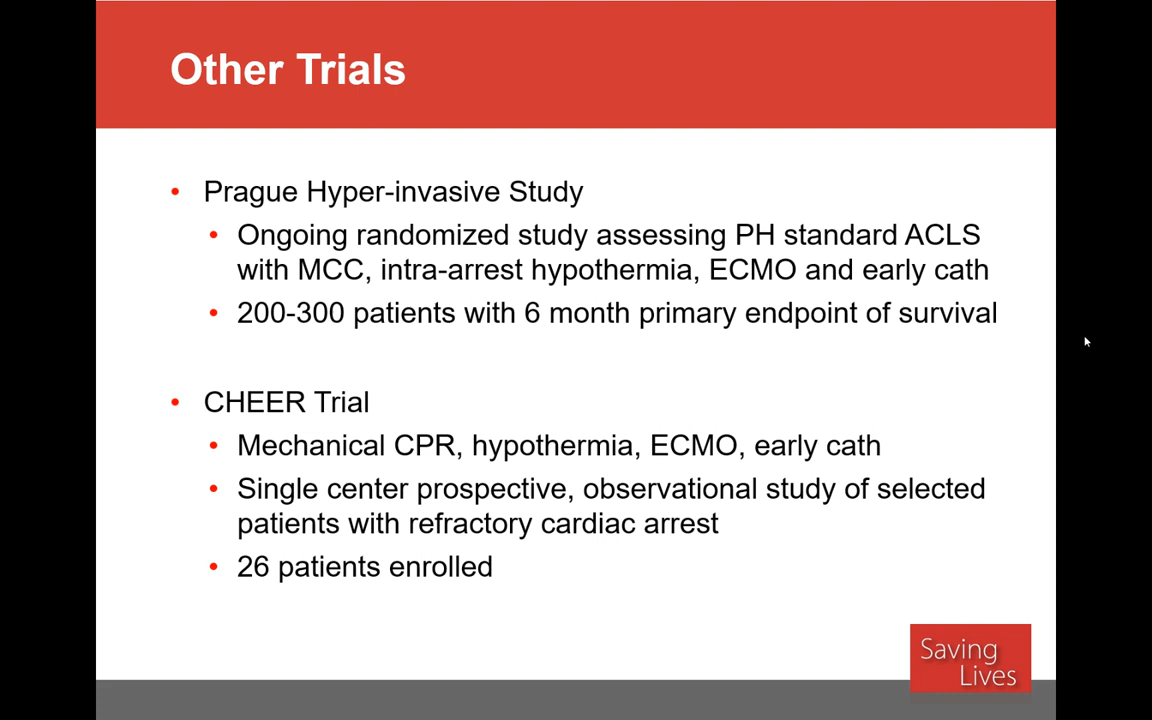 Other Trials
• Prague Hyper-invasive Study
• Ongoing randomized study assessing PH standard ACLS
with MCC, intra-arrest hypothermia, ECMO and early cath
• 200-300 patients with 6 month primary endpoint of survival
• CHEER Trial
• Mechanical CPR, hypothermia, ECMO, early cath
• Single center prospective, observational study of selected
patients with refractory cardiac arrest
• 26 patients enrolled
Saving
Lives